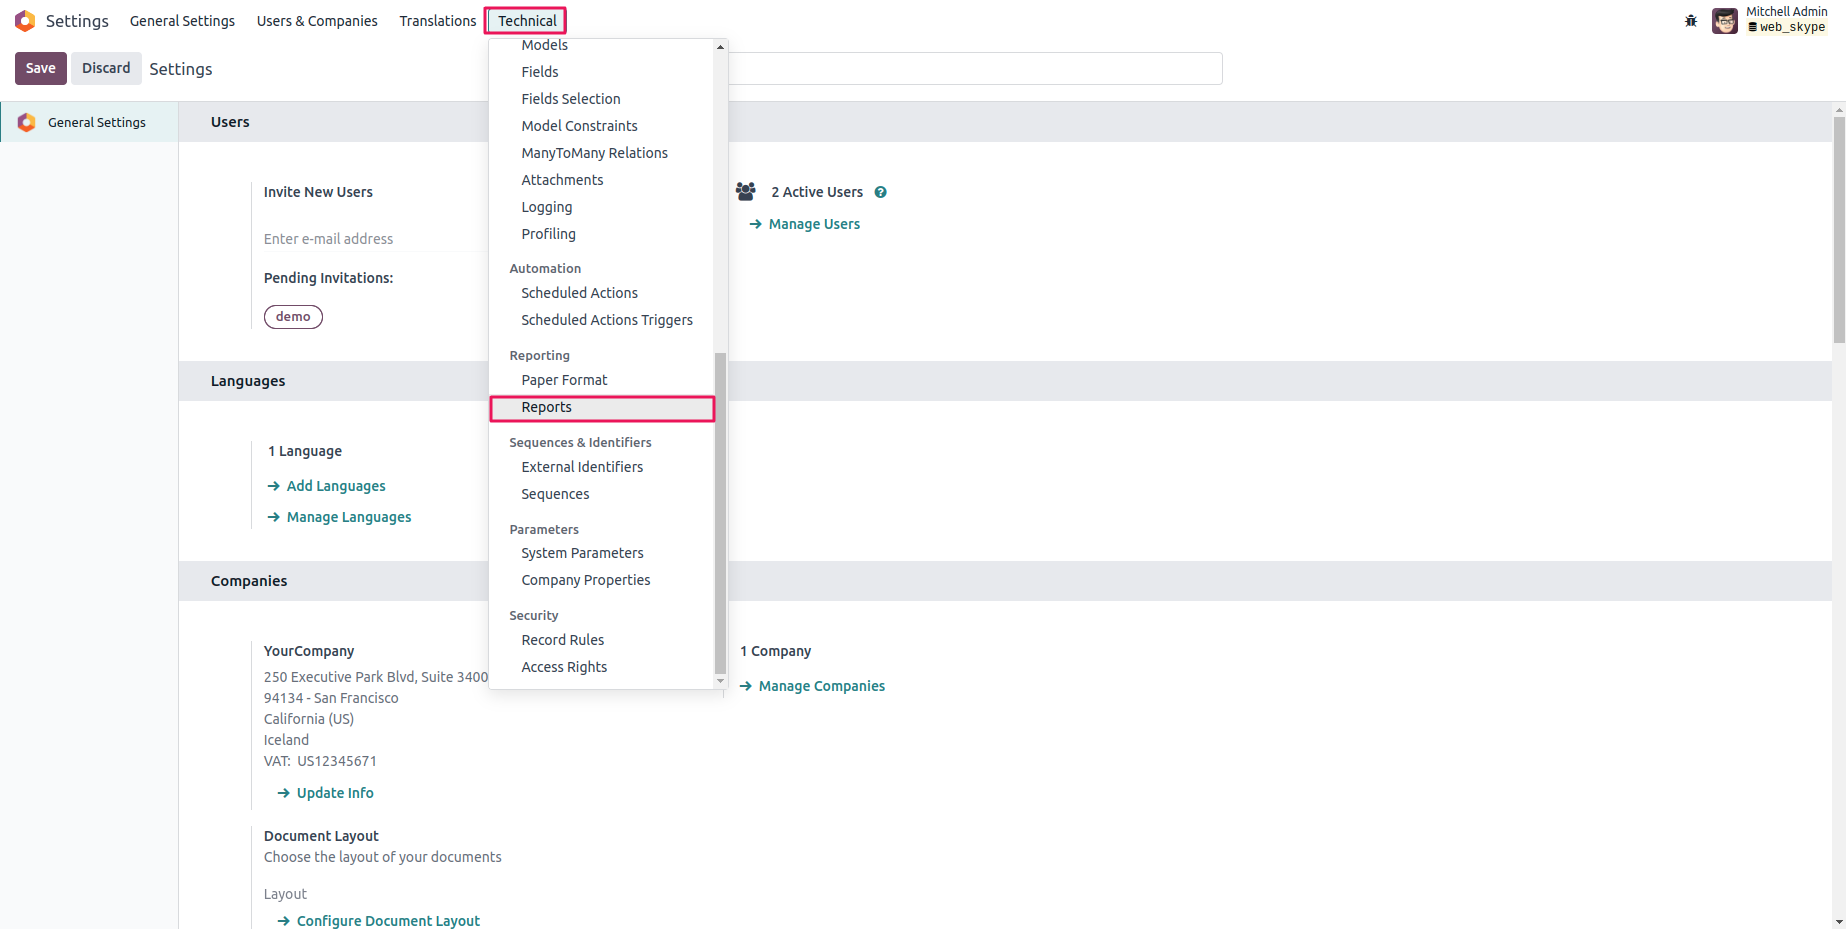 Settings General Settings Users & Companies Translations Technical
Mitchell Admin
web_skype
Save Discard Settings
General Settings
Models
Fields
Fields Selection
Model Constraints
ManyToMany Relations
Attachments
Logging
Profiling
Automation
Scheduled Actions
Scheduled Actions Triggers
Reporting
Paper Format
Reports
Sequences & Identifiers
External Identifiers
Sequences
Parameters
System Parameters
Company Properties
Security
Record Rules
Access Rights
Users
Invite New Users
Enter e-mail address
Pending Invitations:
demo
2 Active Users ?
→ Manage Users
Languages
1 Language
→ Add Languages
→ Manage Languages
Companies
YourCompany
250 Executive Park Blvd, Suite 3400
94134 - San Francisco
California (US)
Iceland
VAT: US12345671
→ Update Info
1 Company
→ Manage Companies
Document Layout
Choose the layout of your documents
Layout
→ Configure Document Layout